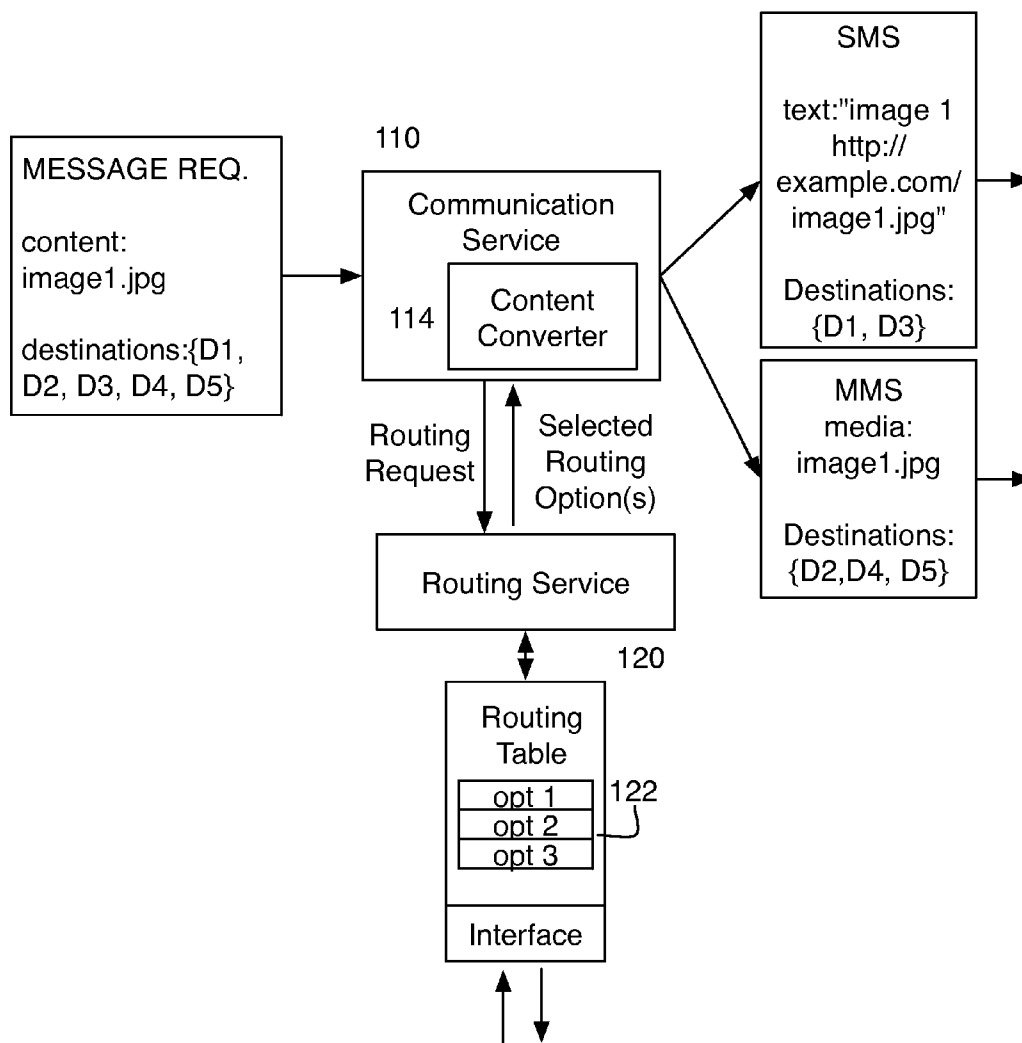 MESSAGE REQ.
content:
image1.jpg
destinations:{D1,
D2, D3, D4, D5}
110
Communication
Service
114
Content
Converter
SMS
text:"image 1
http://
example.com/
image1.jpg"
Destinations:
{D1, D3}
MMS
media:
image1.jpg
Destinations:
{D2,D4, D5}
Routing
Request
Selected
Routing
Option(s)
Routing Service
120
Routing
Table
opt 1
opt 2
opt 3
122
Interface